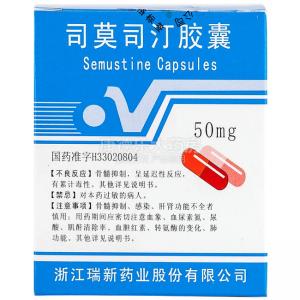 司莫司汀胶囊
Semustine Capsules
50mg
国药准字H33020804
【不良反应】骨髓抑制，呈延迟性反应，
有累计毒性。其他详见说明书。
【禁忌】对本药过敏的病人。
【注意事项】骨髓抑制、感染、肝肾功能不全者
慎用；用药期间应密切注意血象、血尿素氮、尿
酸、肌酐清除率、血胆红素、转氨酶的变化、肺
功能。其他详见说明书。
浙江瑞新药业股份有限公司